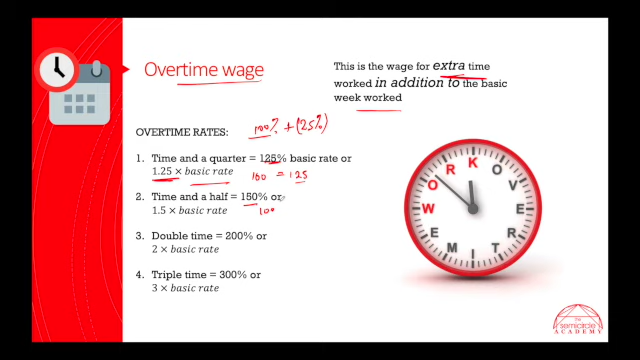 Overtime wage
This is the wage for extra time
worked in addition to the basic
week worked
OVERTIME RATES:
100% + (25%)
1. Time and a quarter = 125% basic rate or
1.25 × basic rate
100 = 125
2. Time and a half = 150% or
1.5 × basic rate
100
3. Double time = 200% or
2 × basic rate
4. Triple time = 300% or
3 × basic rate
WORK OVERTIME
the
semicircle
ACADEMY